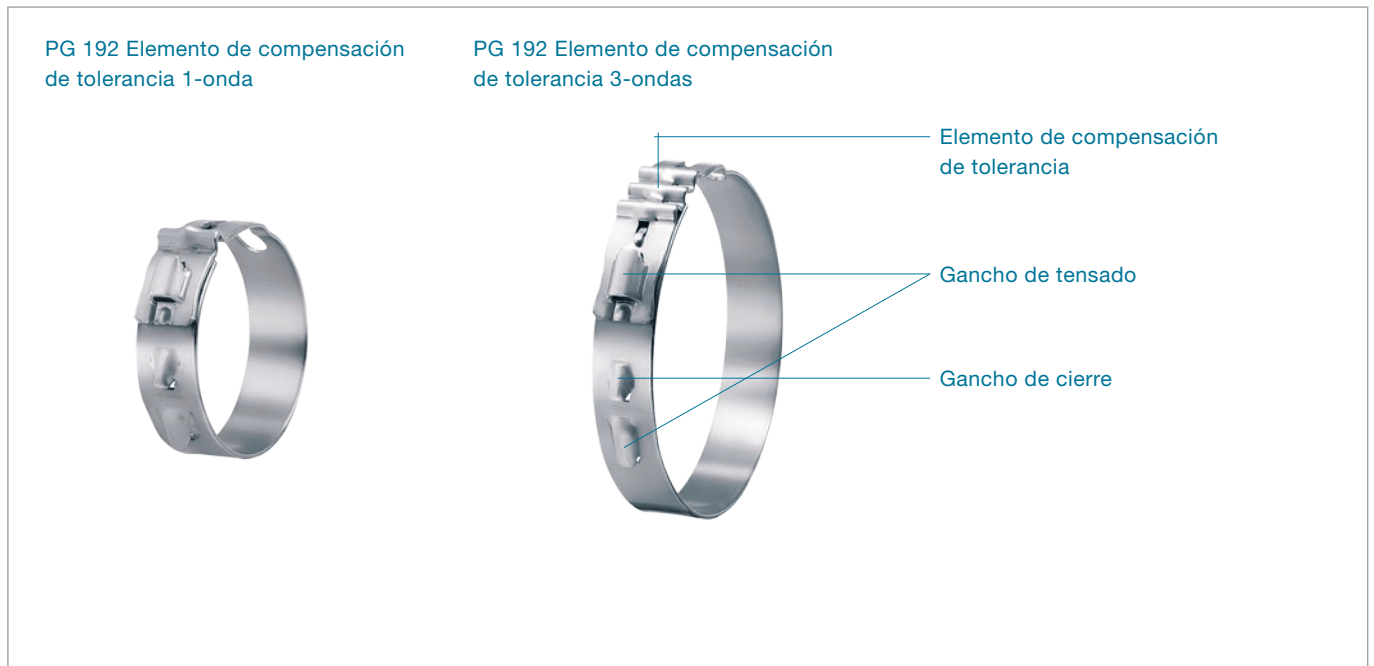 PG 192 Elemento de compensación
de tolerancia 1-onda
PG 192 Elemento de compensación
de tolerancia 3-ondas
Elemento de compensación
de tolerancia
Gancho de tensado
Gancho de cierre